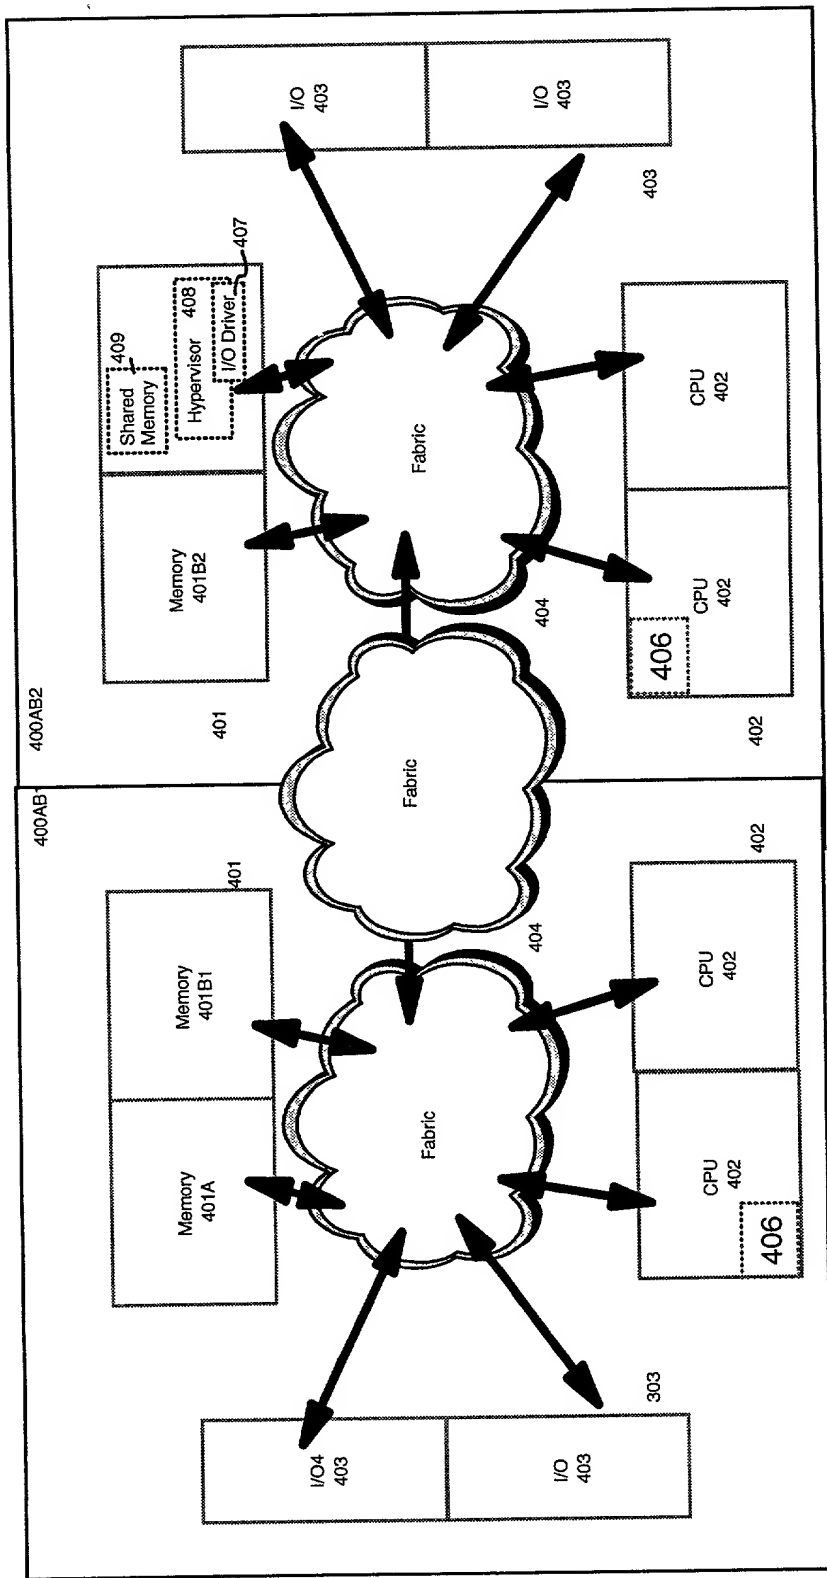 400AB1
400AB2
Memory
401A
Memory
401B1
401
401
Memory
401B2
Shared
Memory
409
Hypervisor
408
I/O Driver
407
I/O4
403
I/O
403
303
Fabric
404
Fabric
Fabric
404
I/O
403
I/O
403
403
CPU
402
406
CPU
402
402
402
406
CPU
402
CPU
402